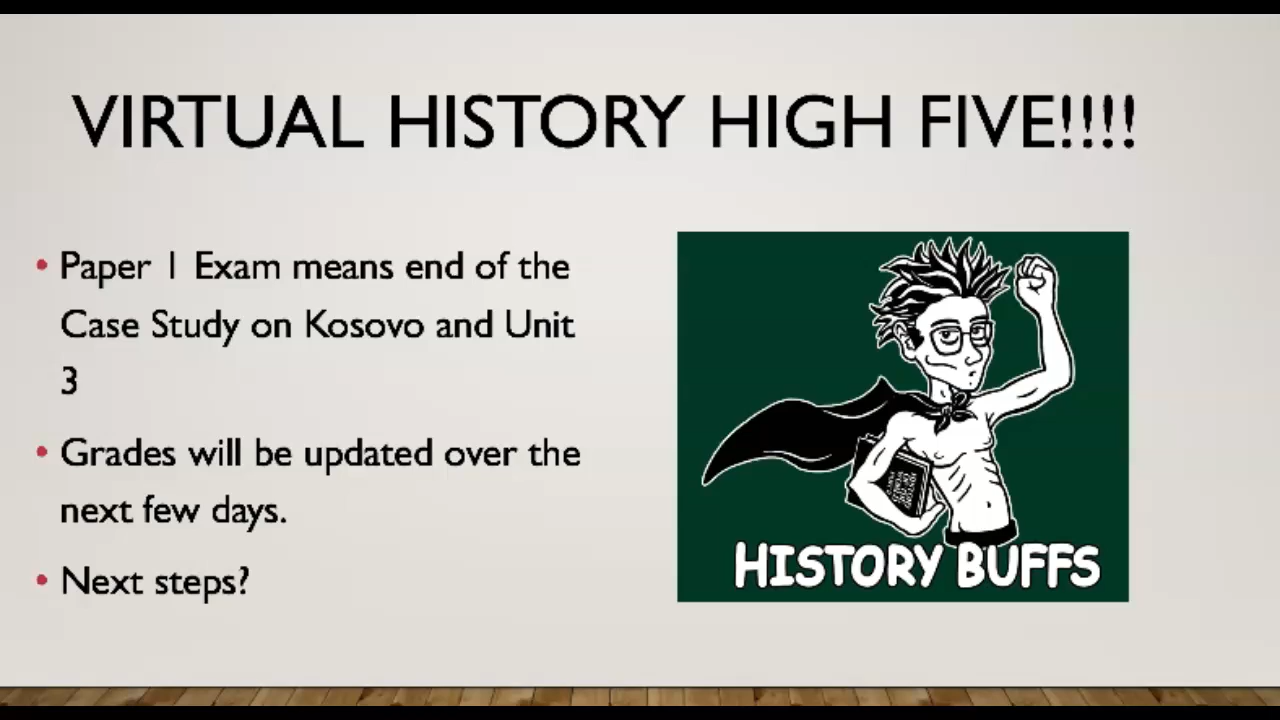 VIRTUAL HISTORY HIGH FIVE!!!!
• Paper 1 Exam means end of the
Case Study on Kosovo and Unit
3
• Grades will be updated over the
next few days.
• Next steps?
HISTORY BUFFS